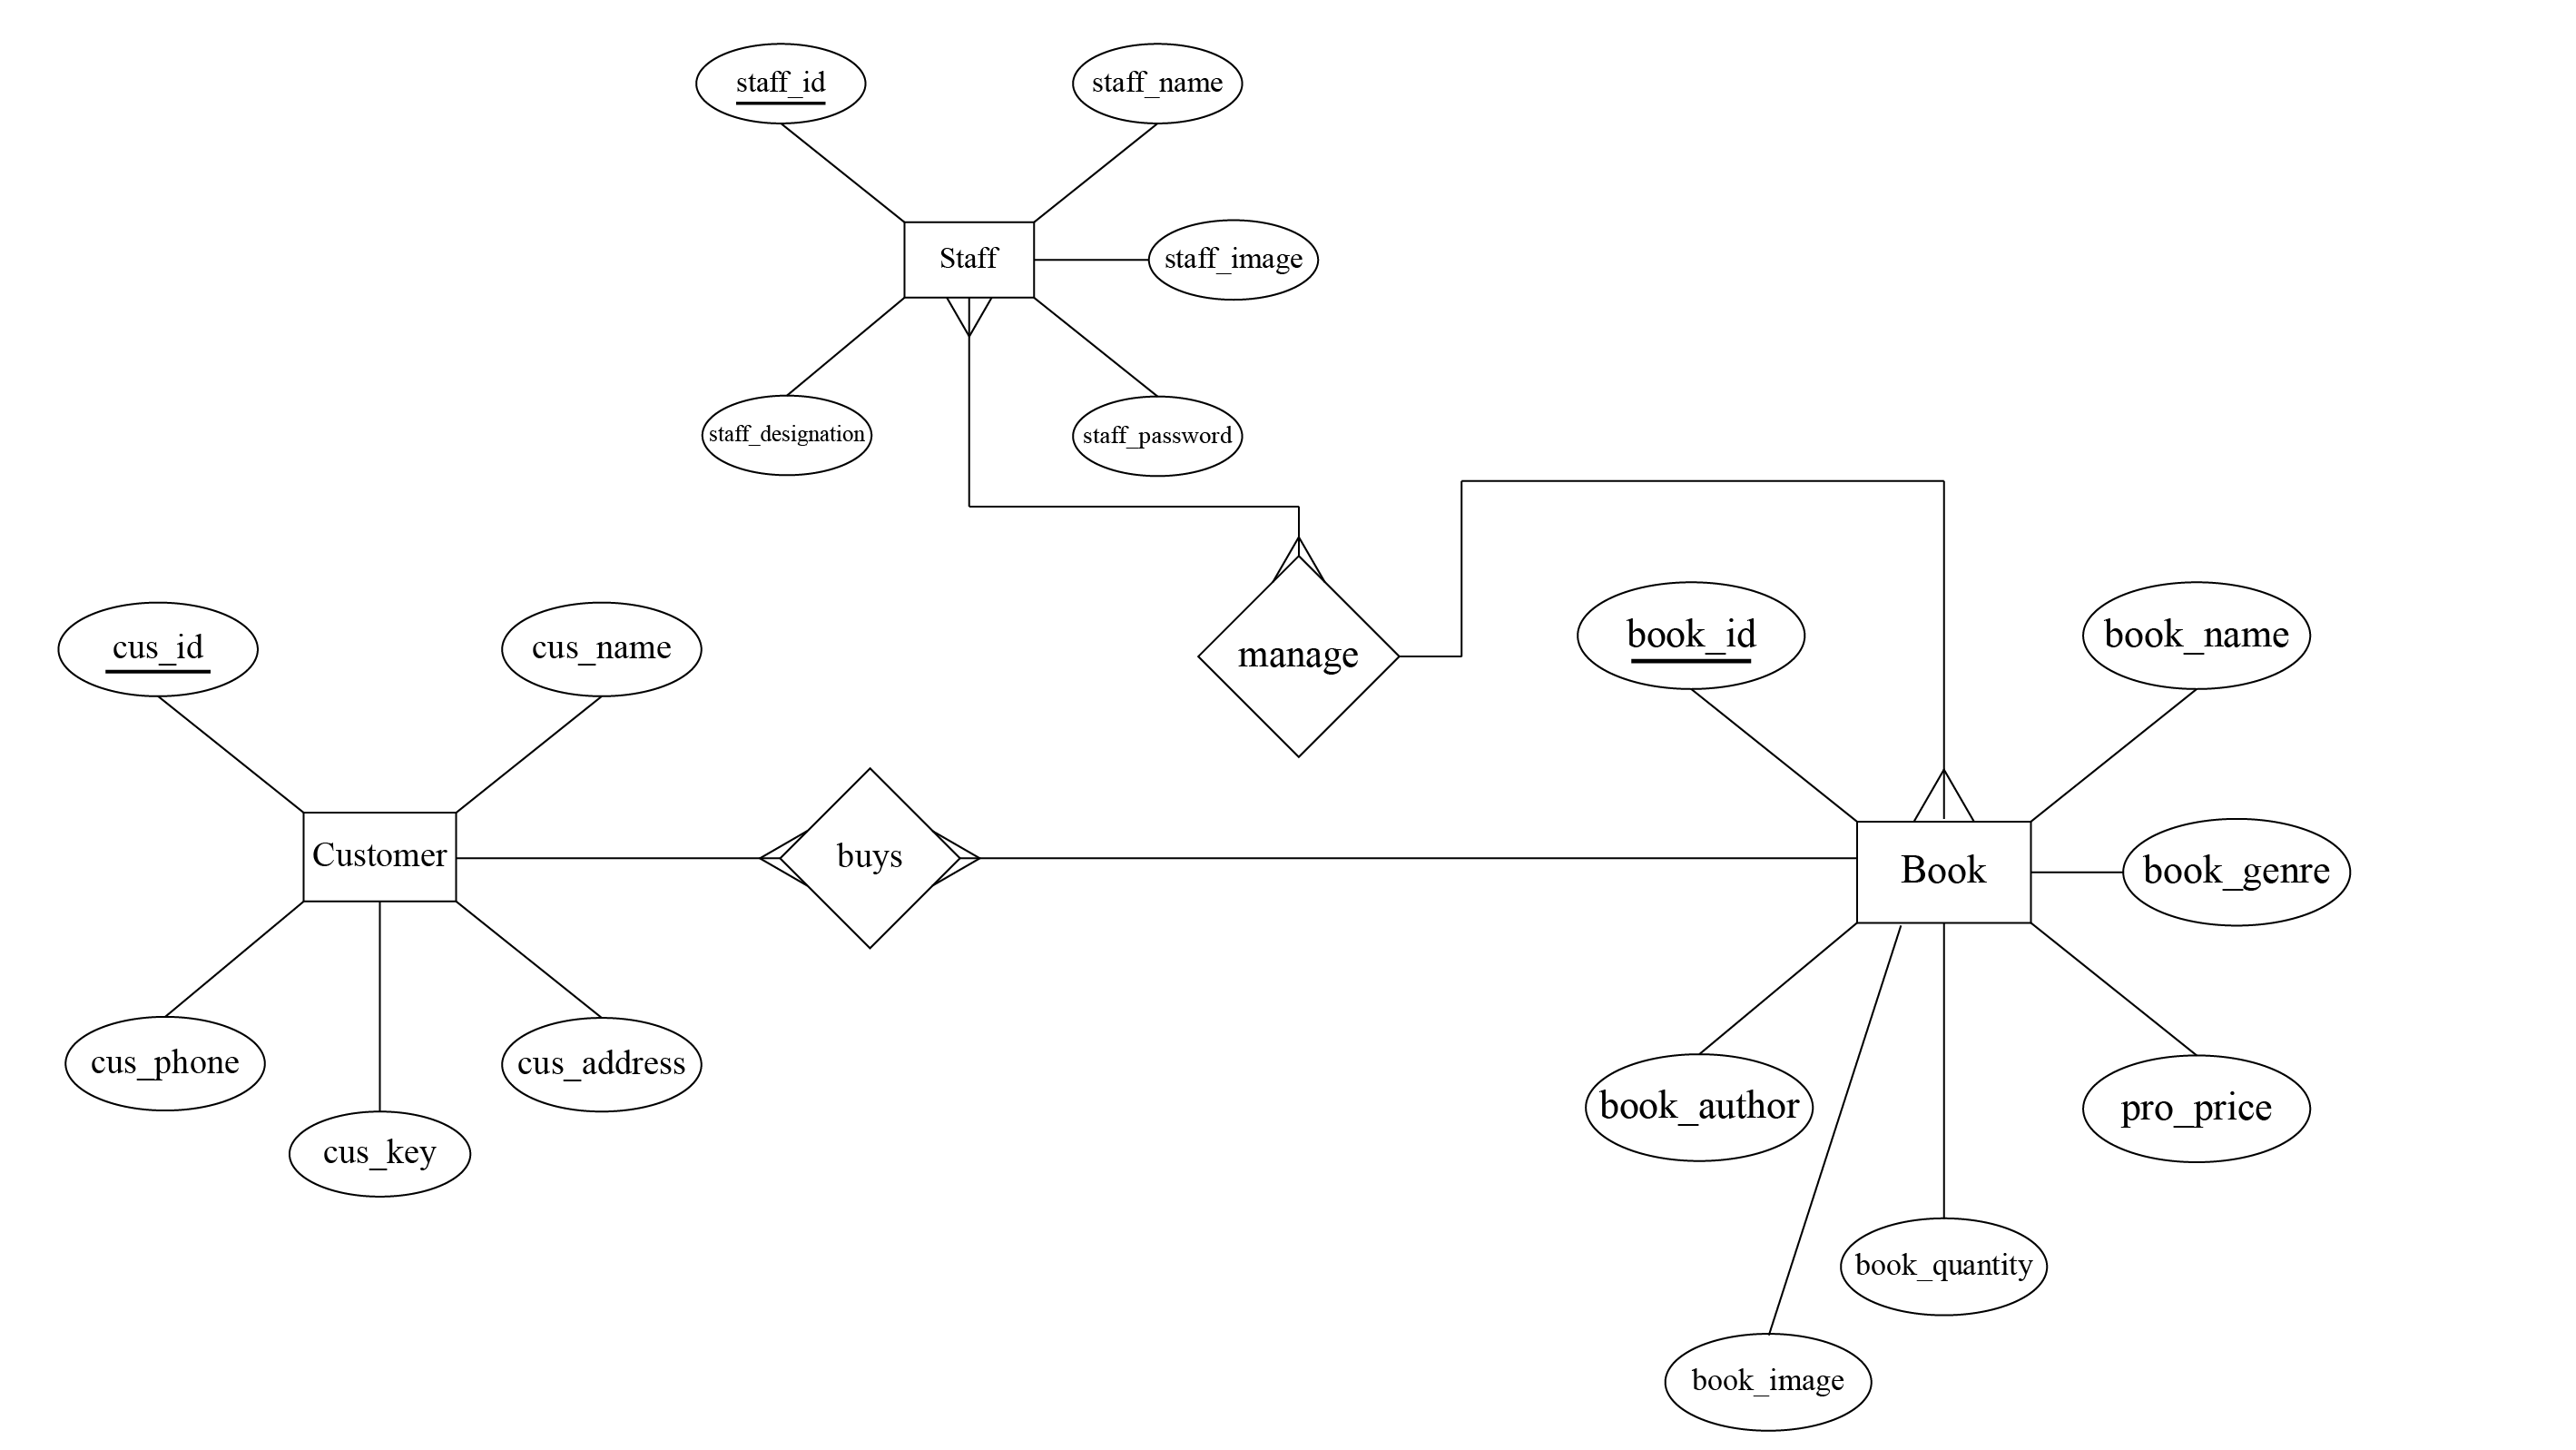 staff_id
staff_name
Staff
staff_image
staff_designation
staff_password
cus_id
cus_name
manage
book_id
book_name
Customer
buys
Book
book_genre
cus_phone
cus_address
cus_key
book_author
pro_price
book_quantity
book_image